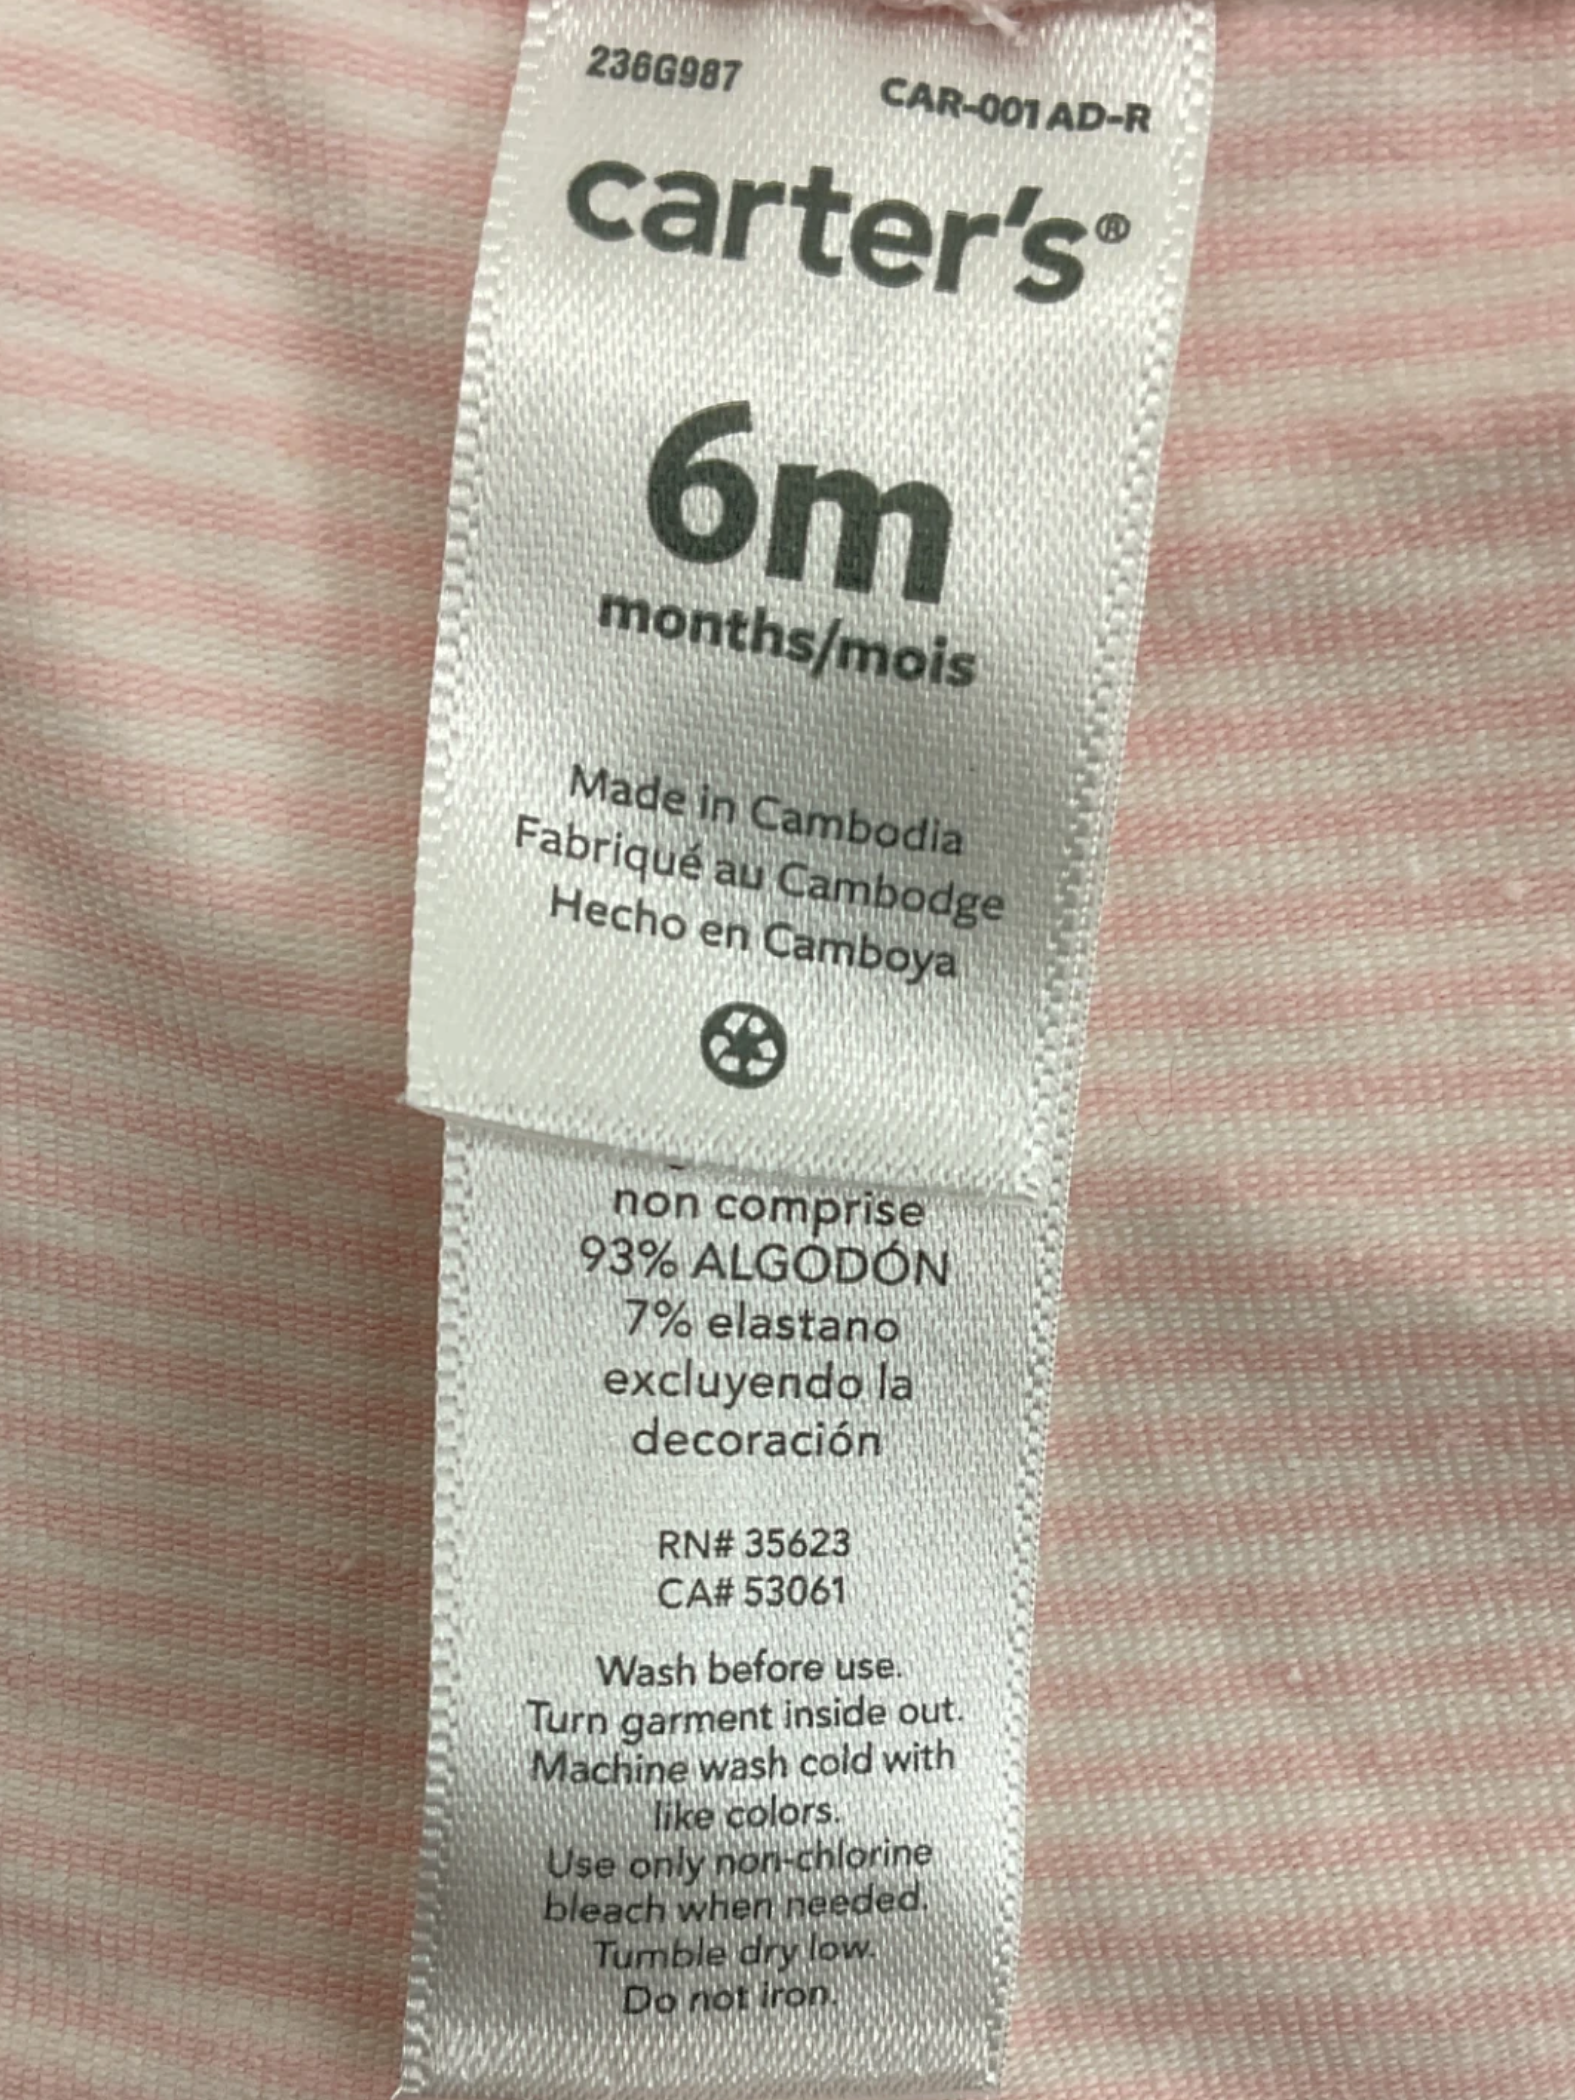 236G987 CAR-001 AD-R
carter's®
6m
months/mois
Made in Cambodia
Fabriqué au Cambodge
Hecho en Camboya
non comprise
93% ALGODÓN
7% elastano
excluyendo la
decoración
RN# 35623
CA# 53061
Wash before use.
Turn garment inside out.
Machine wash cold with
like colors.
Use only non-chlorine
bleach when needed.
Tumble dry low.
Do not iron.